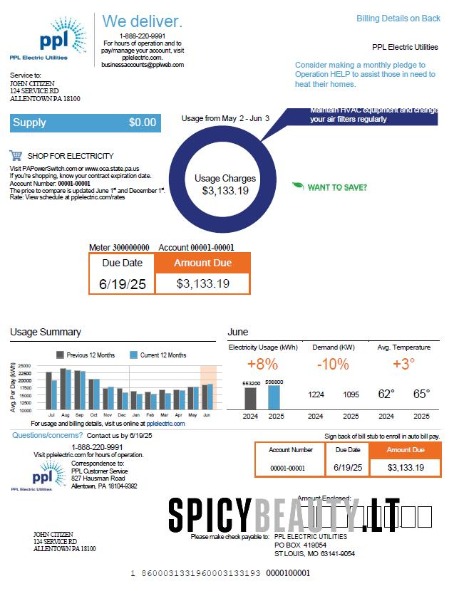 We deliver.
Billing Details on Back
ppl
PPL Electric Utilities
1-888-220-9991
For hours of operation and to
pay/manage your account, visit
pplelectric.com.
businessaccounts@pplweb.com
PPL Electric Utilities
Consider making a monthly pledge to
Operation HELP to assist those in need to
heat their homes.
Service to:
JOHN CITIZEN
124 SERVICE RD
ALLENTOWN PA 18100
Maintain HVAC equipment and change
your air filters regularly
Supply $0.00
Usage from May 2 - Jun 3
SHOP FOR ELECTRICITY
Visit PAPowerSwitch.com or www.oca.state.pa.us
If you're shopping, know your contract expiration date.
Account Number: 00001-00001
The price to compare is updated June 1st and December 1st.
Rate: View schedule at pplelectric.com/rates
Usage Charges
$3,133.19
WANT TO SAVE?
Meter 300000000 Account 00001-00001
Due Date Amount Due
6/19/25 $3,133.19
Usage Summary
Previous 12 Months Current 12 Months
Avg Per Day (kWh)
25000
22500
20000
17500
15000
12500
10000
Jul Aug Sep Oct Nov Dec Jan Feb Mar Apr May Jun
For usage and billing details, visit us online at pplelectric.com
June
Electricity Usage (kWh) Demand (KW) Avg. Temperature
+8% -10% +3°
1224 1095 62° 65°
2024 2025 2024 2025 2024 2025
Questions/concerns? Contact us by 6/19/25
1-888-220-9991
Visit pplelectric.com for hours of operation.
Correspondence to:
PPL Customer Service
827 Hausman Road
Allentown, PA 18104-9392
ppl
PPL Electric Utilities
Sign back of bill stub to enroll in auto bill pay.
Account Number Due Date Amount Due
00001-00001 6/19/25 $3,133.19
Amount Enclosed:
SPICYBEAUTY.LT
JOHN CITIZEN
124 SERVICE RD
ALLENTOWN PA 18100
Please make check payable to:
PPL ELECTRIC UTILITIES
PO BOX 419054
ST LOUIS, MO 63141-9054
1 8600031331960003133193 0000100001